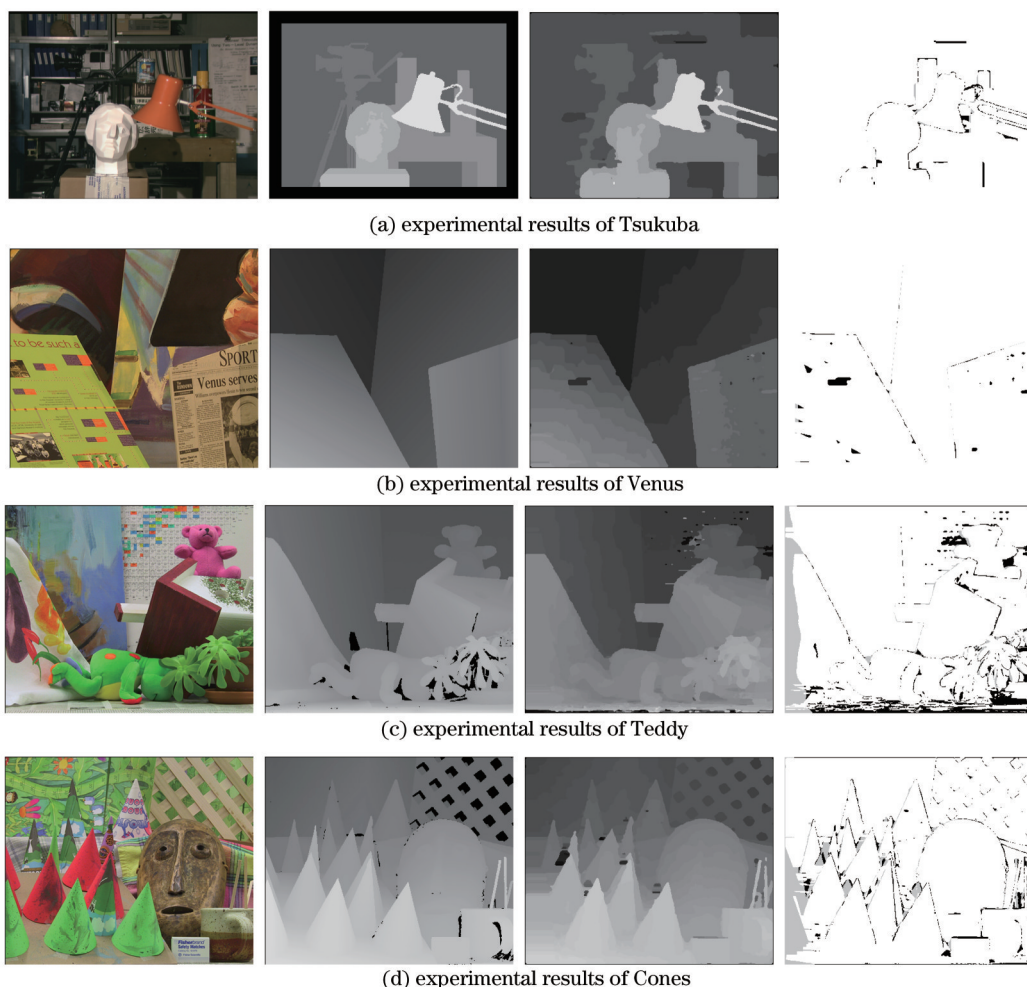 (a) experimental results of Tsukuba
to be such a
SPORT
Venus serves
(b) experimental results of Venus
(c) experimental results of Teddy
(d) experimental results of Cones